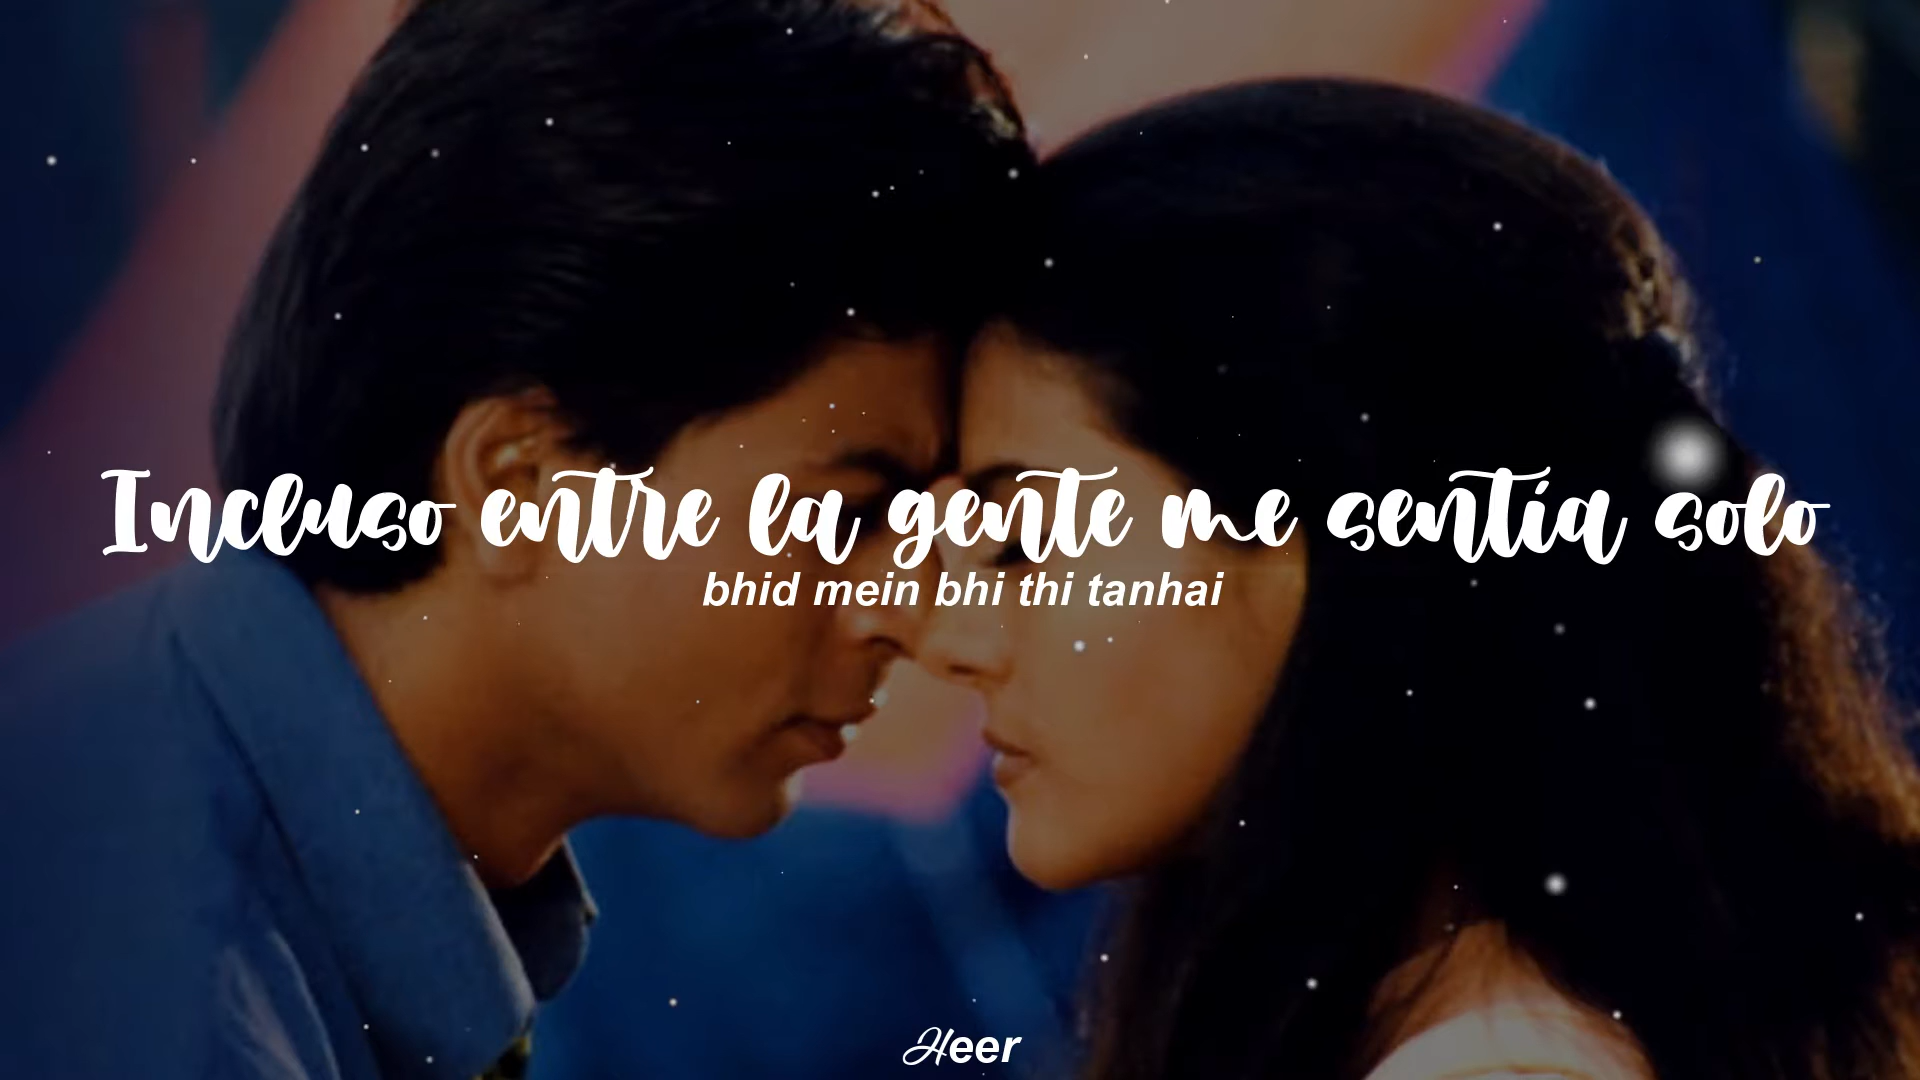 Incluso entre la gente me sentía solo
bhid mein bhi thi tanhai
Heer